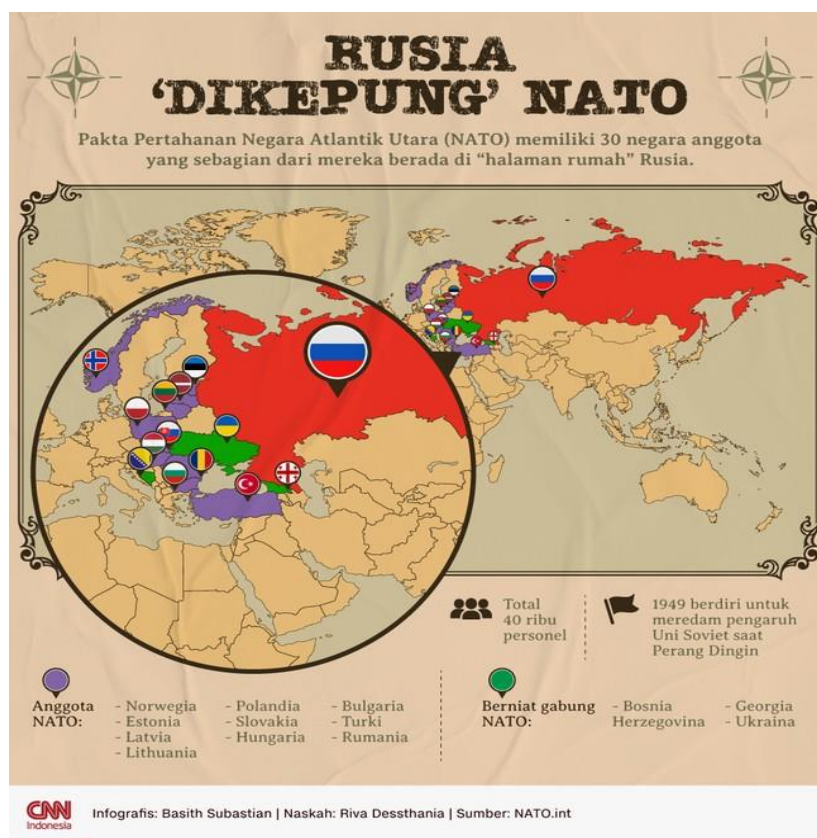 RUSIA
‘DIKEPUNG’ NATO
Pakta Pertahanan Negara Atlantik Utara (NATO) memiliki 30 negara anggota
yang sebagian dari mereka berada di “halaman rumah” Rusia.
Total
40 ribu
personel
1949 berdiri untuk
meredam pengaruh
Uni Soviet saat
Perang Dingin
Anggota
NATO:
- Norwegia
- Estonia
- Latvia
- Lithuania
- Polandia
- Slovakia
- Hungaria
- Bulgaria
- Turki
- Rumania
Berniat gabung
NATO:
- Bosnia
Herzegovina
- Georgia
- Ukraina
CNN
Indonesia
Infografis: Basith Subastian | Naskah: Riva Dessthania | Sumber: NATO.int